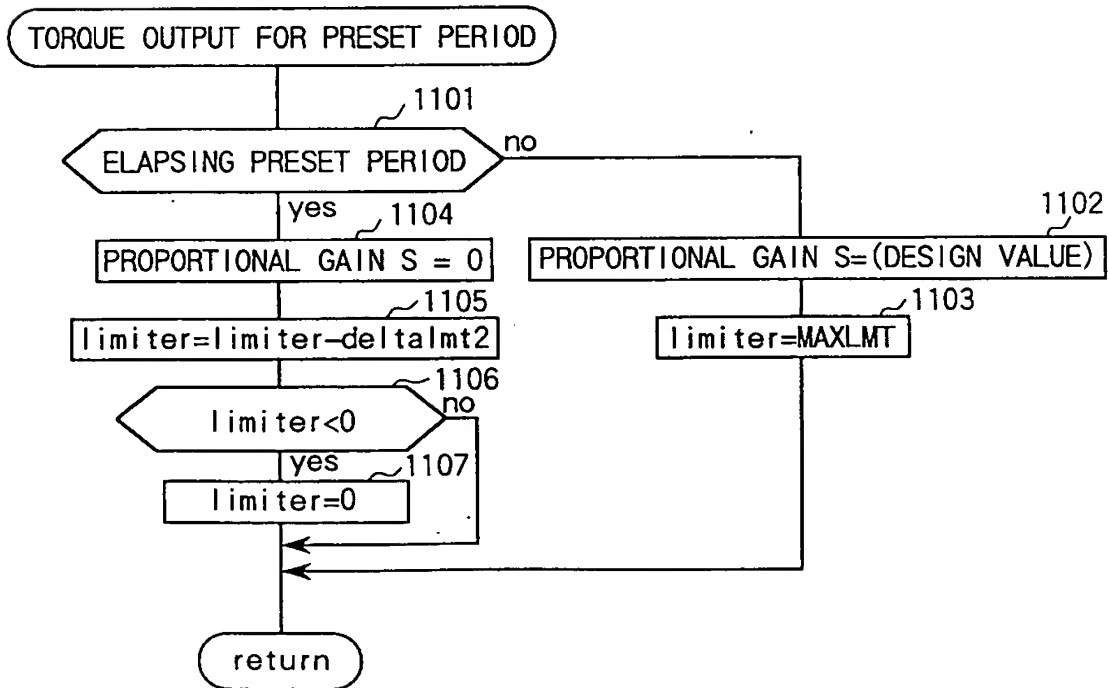 TORQUE OUTPUT FOR PRESET PERIOD
1101
ELAPSING PRESET PERIOD
no
yes
1104
1102
PROPORTIONAL GAIN S = 0
PROPORTIONAL GAIN S=(DESIGN VALUE)
1105
1103
limiter=limiter-deltalmt2
limiter=MAXLMT
1106
limiter<0
no
yes
1107
limiter=0
return